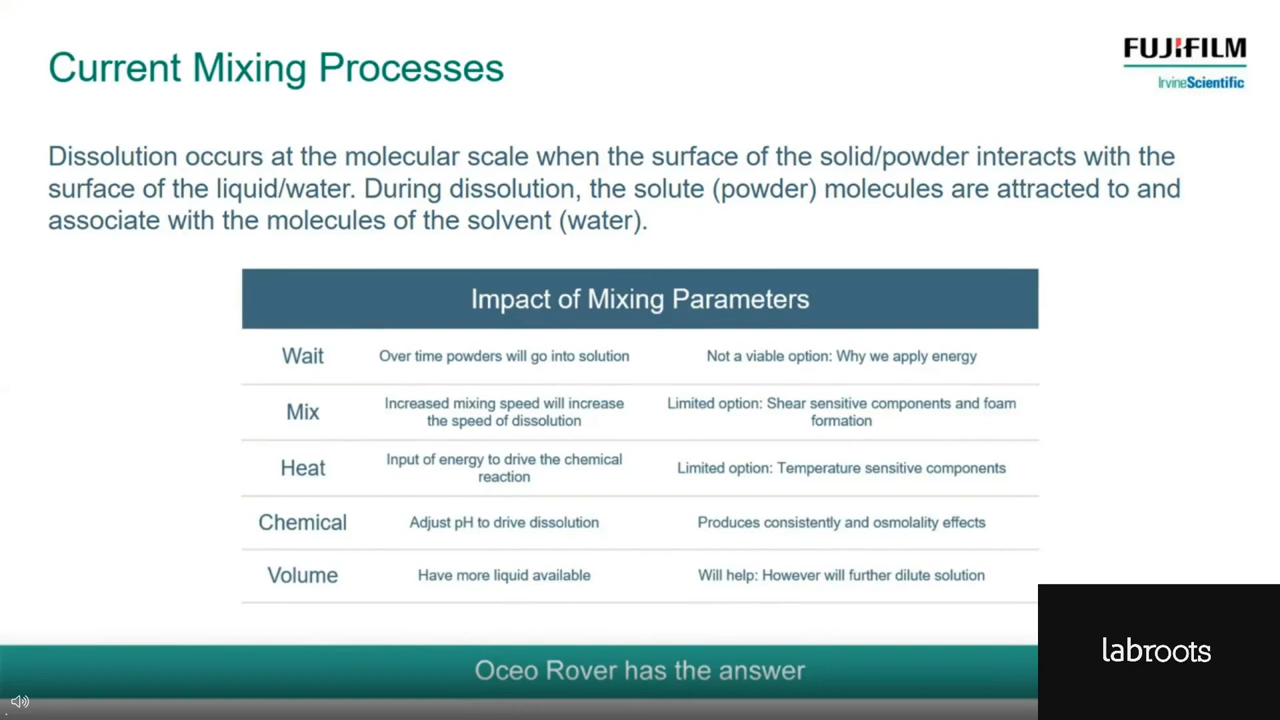 Current Mixing Processes
FUJIFILM
IrvineScientific
Dissolution occurs at the molecular scale when the surface of the solid/powder interacts with the
surface of the liquid/water. During dissolution, the solute (powder) molecules are attracted to and
associate with the molecules of the solvent (water).
Impact of Mixing Parameters
Wait
Over time powders will go into solution
Not a viable option: Why we apply energy
Mix
Increased mixing speed will increase
the speed of dissolution
Limited option: Shear sensitive components and foam
formation
Heat
Input of energy to drive the chemical
reaction
Limited option: Temperature sensitive components
Chemical
Adjust pH to drive dissolution
Produces consistently and osmolality effects
Volume
Have more liquid available
Will help: However will further dilute solution
Oceo Rover has the answer
labroots